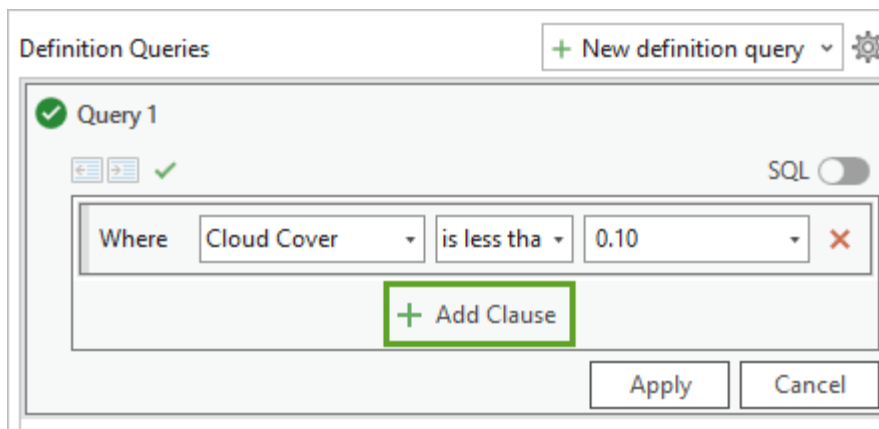 Definition Queries + New definition query
Query 1
SQL
Where Cloud Cover is less tha 0.10
+ Add Clause
Apply Cancel